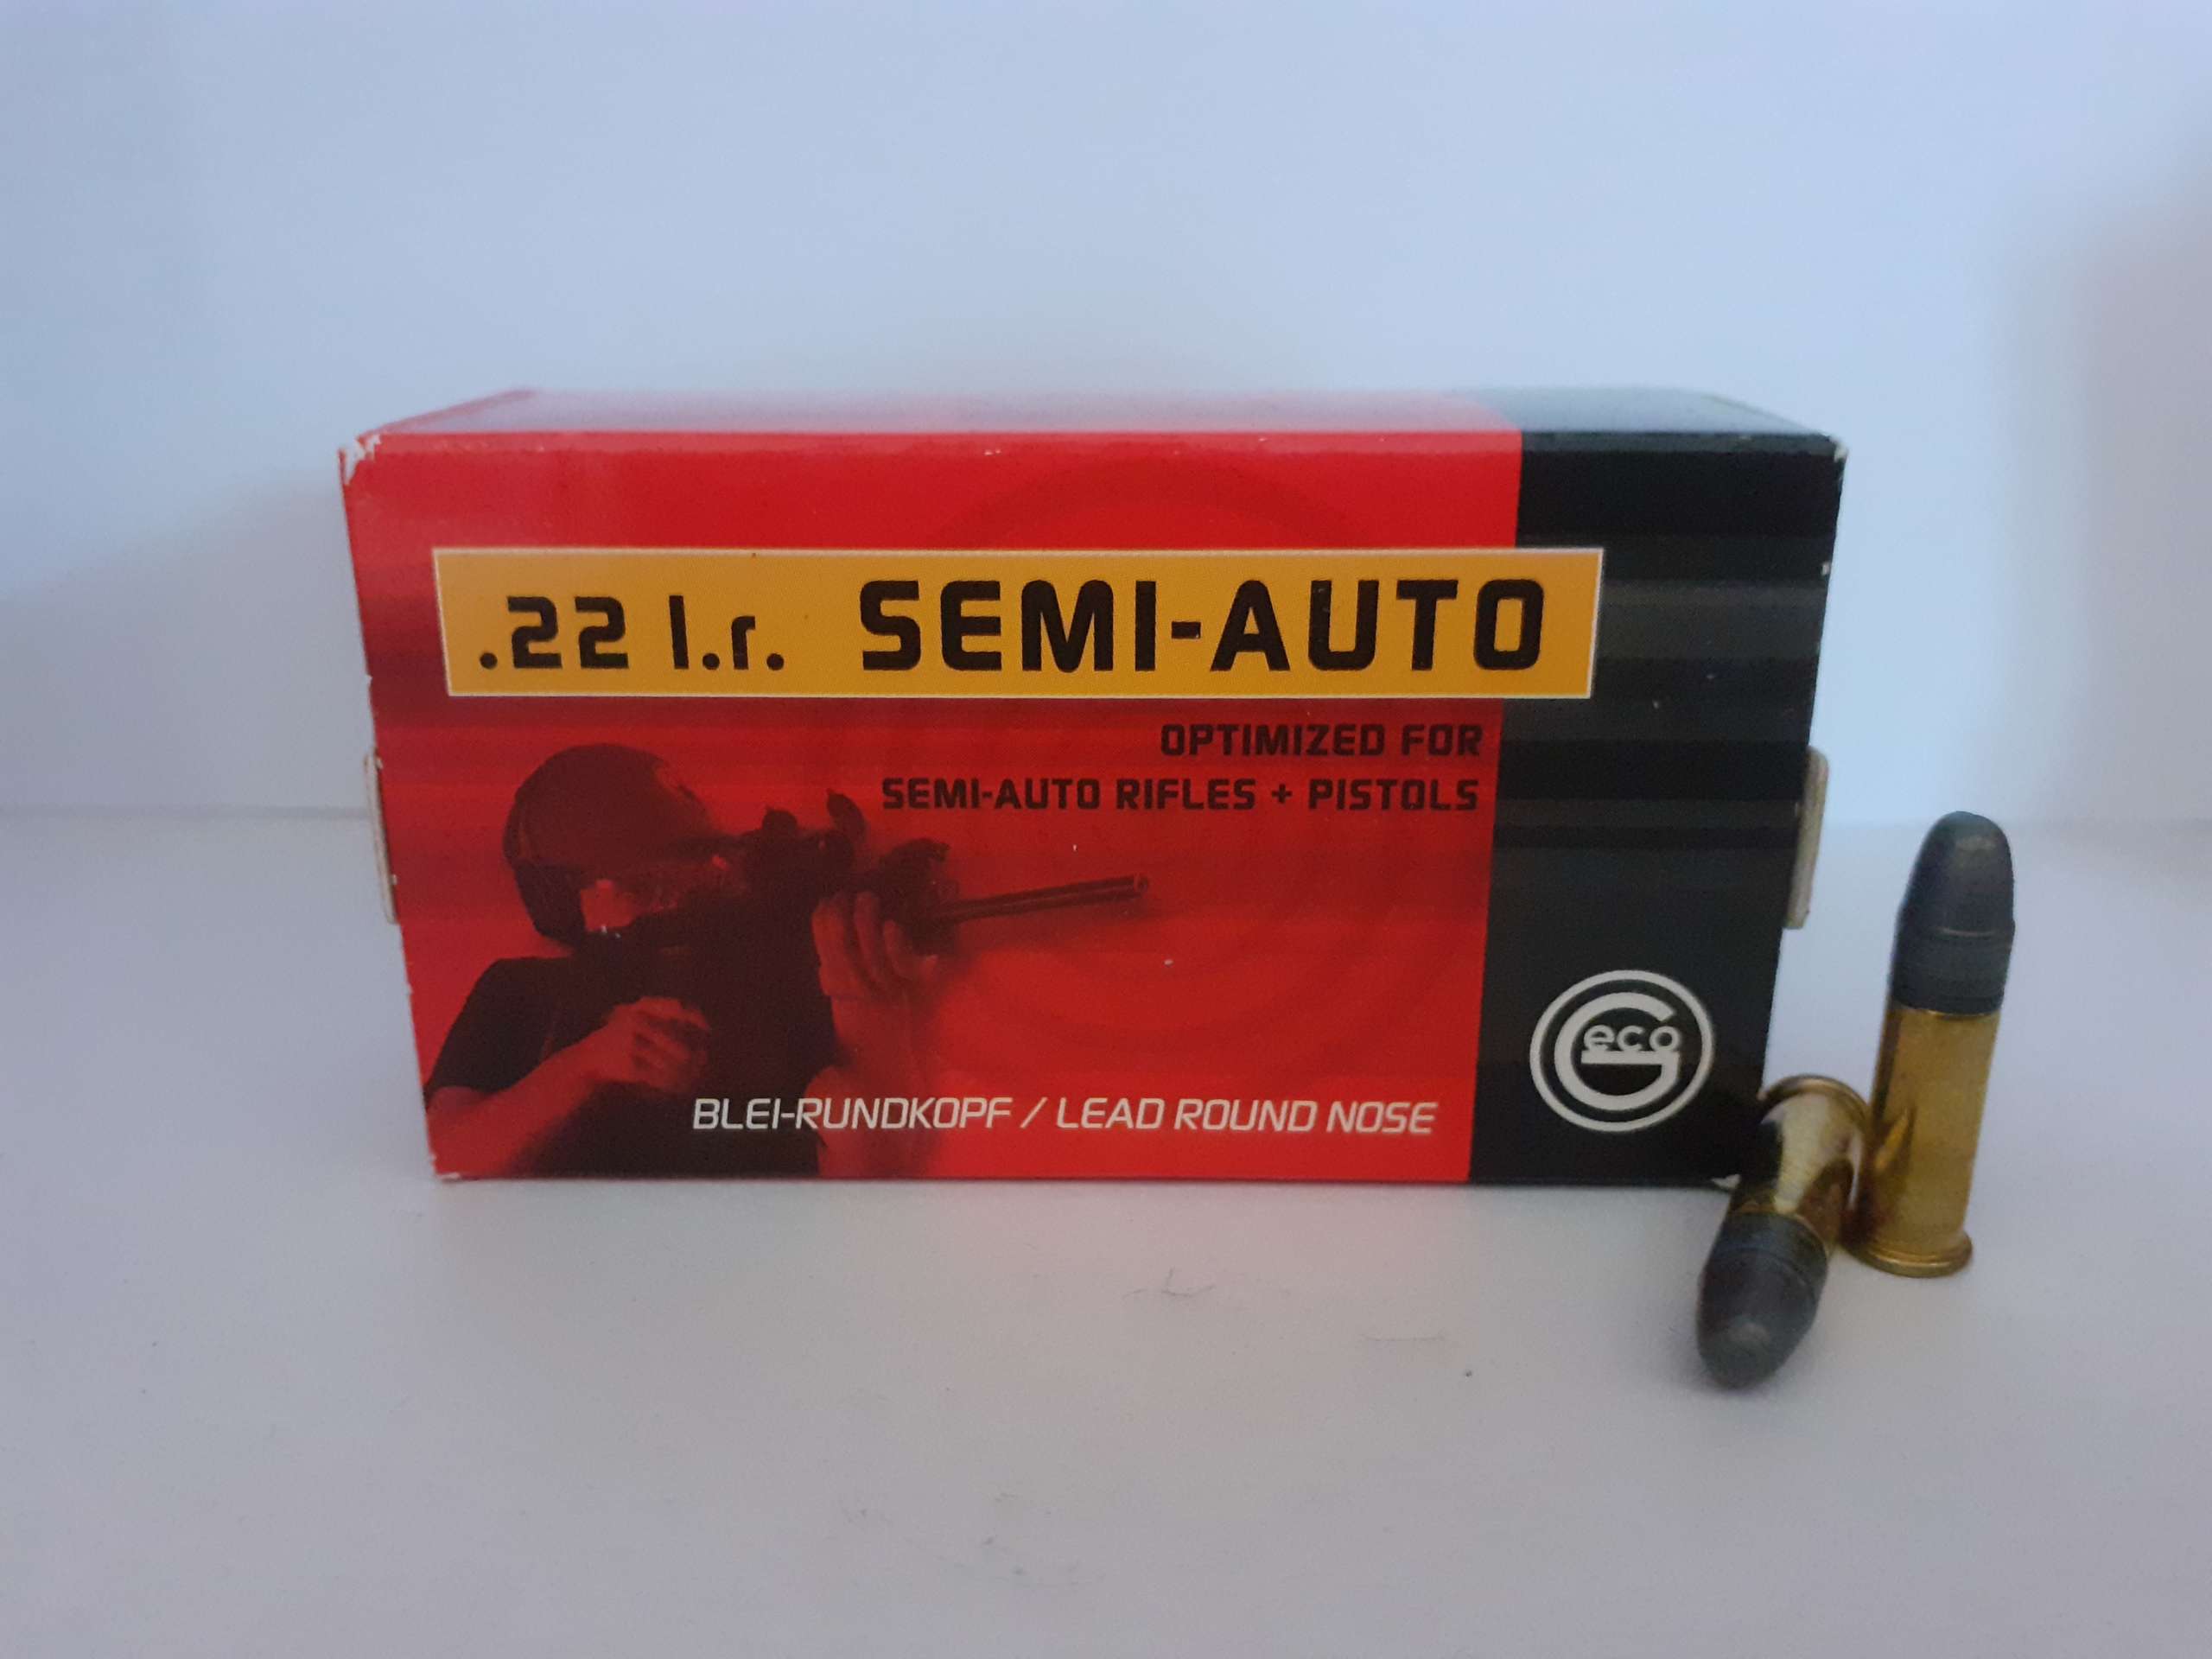 .22 l.r. SEMI-AUTO
OPTIMIZED FOR
SEMI-AUTO RIFLES + PISTOLS
BLEI-RUNDKOPF / LEAD ROUND NOSE
Geco